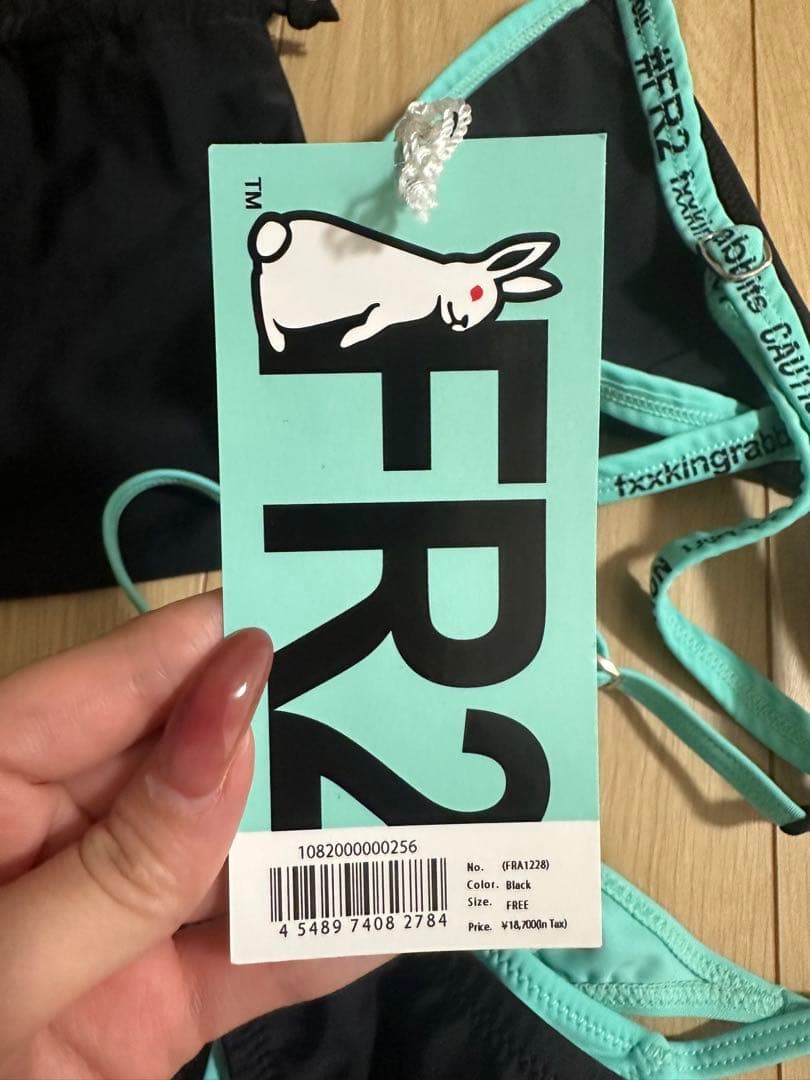 TM
FR2
1082000000256
4 5489 7408 2784
No. (FRA1228)
Color. Black
Size. FREE
Price. ¥18,700(In Tax)
#FR2 fxxkingrabbits
fxxkingrabb